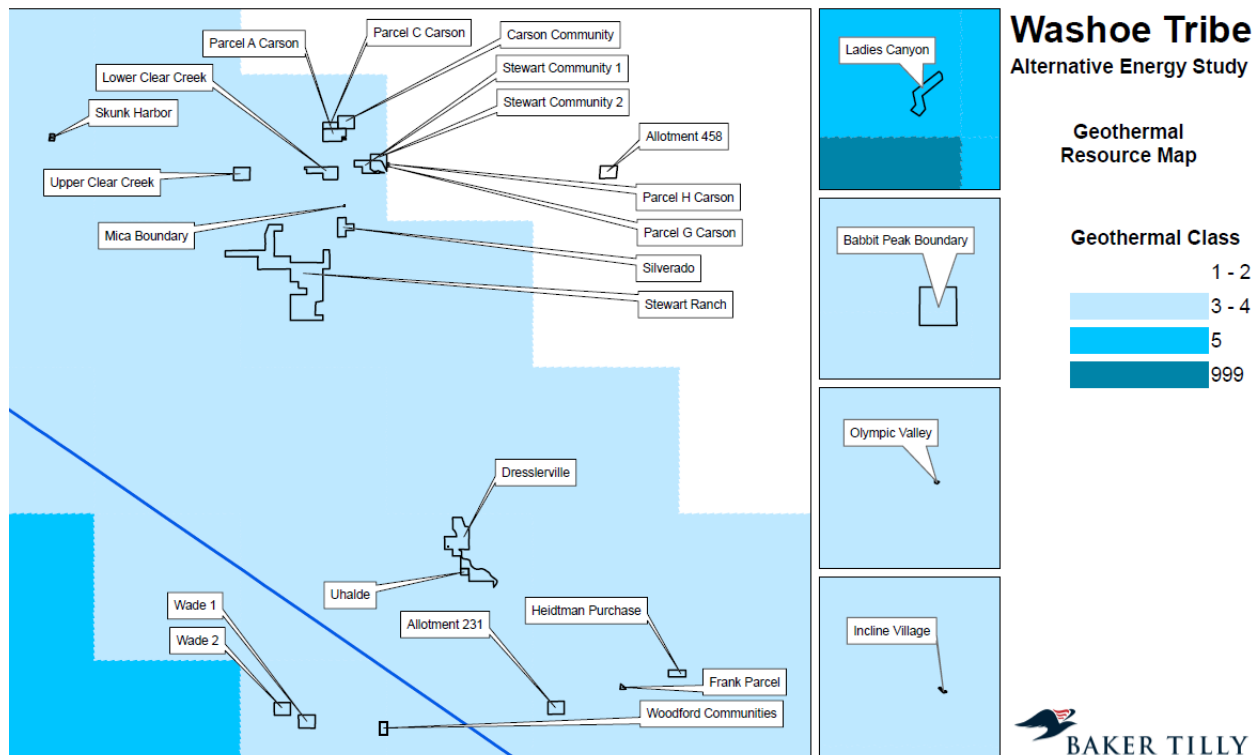 Washoe Tribe
Alternative Energy Study
Geothermal
Resource Map
Geothermal Class
1 - 2
3 - 4
5
999
Parcel A Carson
Parcel C Carson
Carson Community
Lower Clear Creek
Stewart Community 1
Stewart Community 2
Skunk Harbor
Allotment 458
Upper Clear Creek
Parcel H Carson
Mica Boundary
Parcel G Carson
Silverado
Stewart Ranch
Dresslerville
Uhalde
Wade 1
Wade 2
Allotment 231
Heidtman Purchase
Frank Parcel
Woodford Communities
Ladies Canyon
Babbit Peak Boundary
Olympic Valley
Incline Village
BAKER TILLY